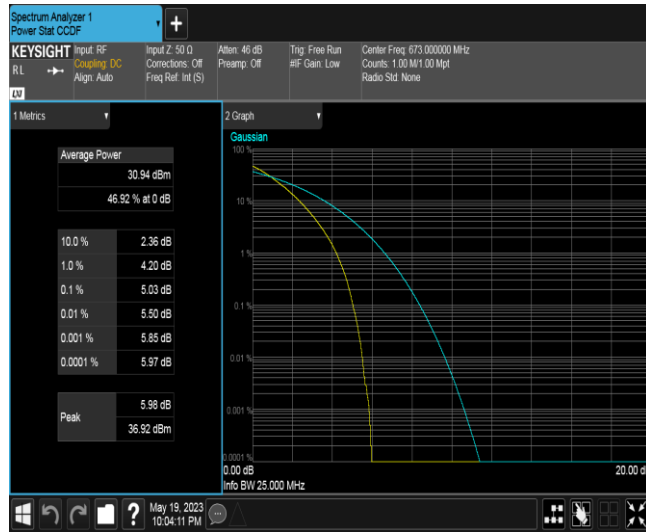 Spectrum Analyzer 1
Power Stat CCDF
KEYSIGHT
RL
LXI
Input: RF
Coupling: DC
Align: Auto
Input Z: 50 Ω
Corrections: Off
Freq Ref: Int (S)
Atten: 46 dB
Preamp: Off
Trig: Free Run
#IF Gain: Low
Center Freq: 673.000000 MHz
Counts: 1.00 M/1.00 Mpt
Radio Std: None
1 Metrics
Average Power
30.94 dBm
46.92 % at 0 dB
10.0 % 2.36 dB
1.0 % 4.20 dB
0.1 % 5.03 dB
0.01 % 5.50 dB
0.001 % 5.85 dB
0.0001 % 5.97 dB
Peak
5.98 dB
36.92 dBm
2 Graph
Gaussian
100 %
10 %
1 %
0.1 %
0.01 %
0.001 %
0.0001 %
0.00 dB
20.00 d
Info BW 25.000 MHz
?
May 19, 2023
10:04:11 PM